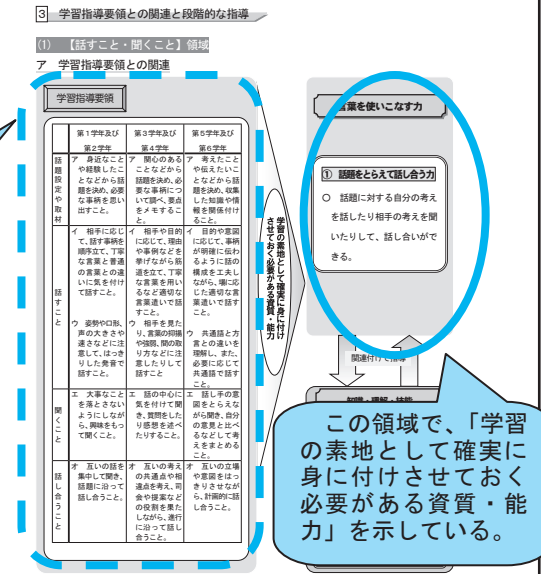 3 学習指導要領との関連と段階的な指導
(1) 【話すこと・聞くこと】領域
ア 学習指導要領との関連
学習指導要領
第1学年及び
第2学年
第3学年及び
第4学年
第5学年及び
第6学年
話題設定や取材
ア 身近なこと
や経験したこ
となどから話
題を決め、必要
な事柄を思い
出すこと。
ア 関心のある
ことなどから
話題を決め、必
要な事柄につ
いて調べ、要点
をメモするこ
と。
ア 考えたこと
や伝えたいこ
となどから話
題を決め、収集
した知識や情
報を関係付け
ること。
話すこと
イ 相手に応じ
て、話す事柄を
順序立て、丁寧
な言葉と普通
の言葉との違
いに気を付け
て話すこと。
イ 相手や目的
に応じて、理由
や事例などを
挙げながら筋
道を立て、丁寧
な言葉を用い
るなど適切な
言葉遣いで話
すこと。
イ 目的や意図
に応じて、事柄
が明確に伝わ
るように話の
構成を工夫し
ながら、場に応
じた適切な言
葉遣いで話す
こと。
ウ 姿勢や口形、
声の大きさや
速さなどに注
意して、はっき
りした発音で
話すこと。
ウ 相手を見た
り、言葉の抑揚
や強弱、間の取
り方などに注
意したりして
話すこと
ウ 共通語と方
言との違いを
理解し、また、
必要に応じて
共通語で話す
こと。
聞くこと
エ 大事なこと
を落とさない
ようにしなが
ら、興味をもっ
て聞くこと。
エ 話の中心に
気を付けて聞
き、質問をした
り感想を述べ
たりすること。
エ 話し手の意
図をとらえな
がら聞き、自分
の意見と比べ
るなどして考
えをまとめる
こと。
話し合うこと
オ 互いの話を
集中して聞き、
話題に沿って
話し合うこと。
オ 互いの考え
の共通点や相
違点を考え、司
会や提案など
の役割を果た
しながら、進行
に沿って話し
合うこと。
オ 互いの立場
や意図をはっ
きりさせなが
ら、計画的に話
し合うこと。
学習の素地として確実に身に付け
させておく必要がある資質・能力
言葉を使いこなす力
① 話題をとらえて話し合う力
○ 話題に対する自分の考え
を話したり相手の考えを聞
いたりして、話し合いがで
きる。
関連付けて指導
知識・理解・技能
この領域で、「学習
の素地として確実に
身に付けさせておく
必要がある資質・能
力」を示している。